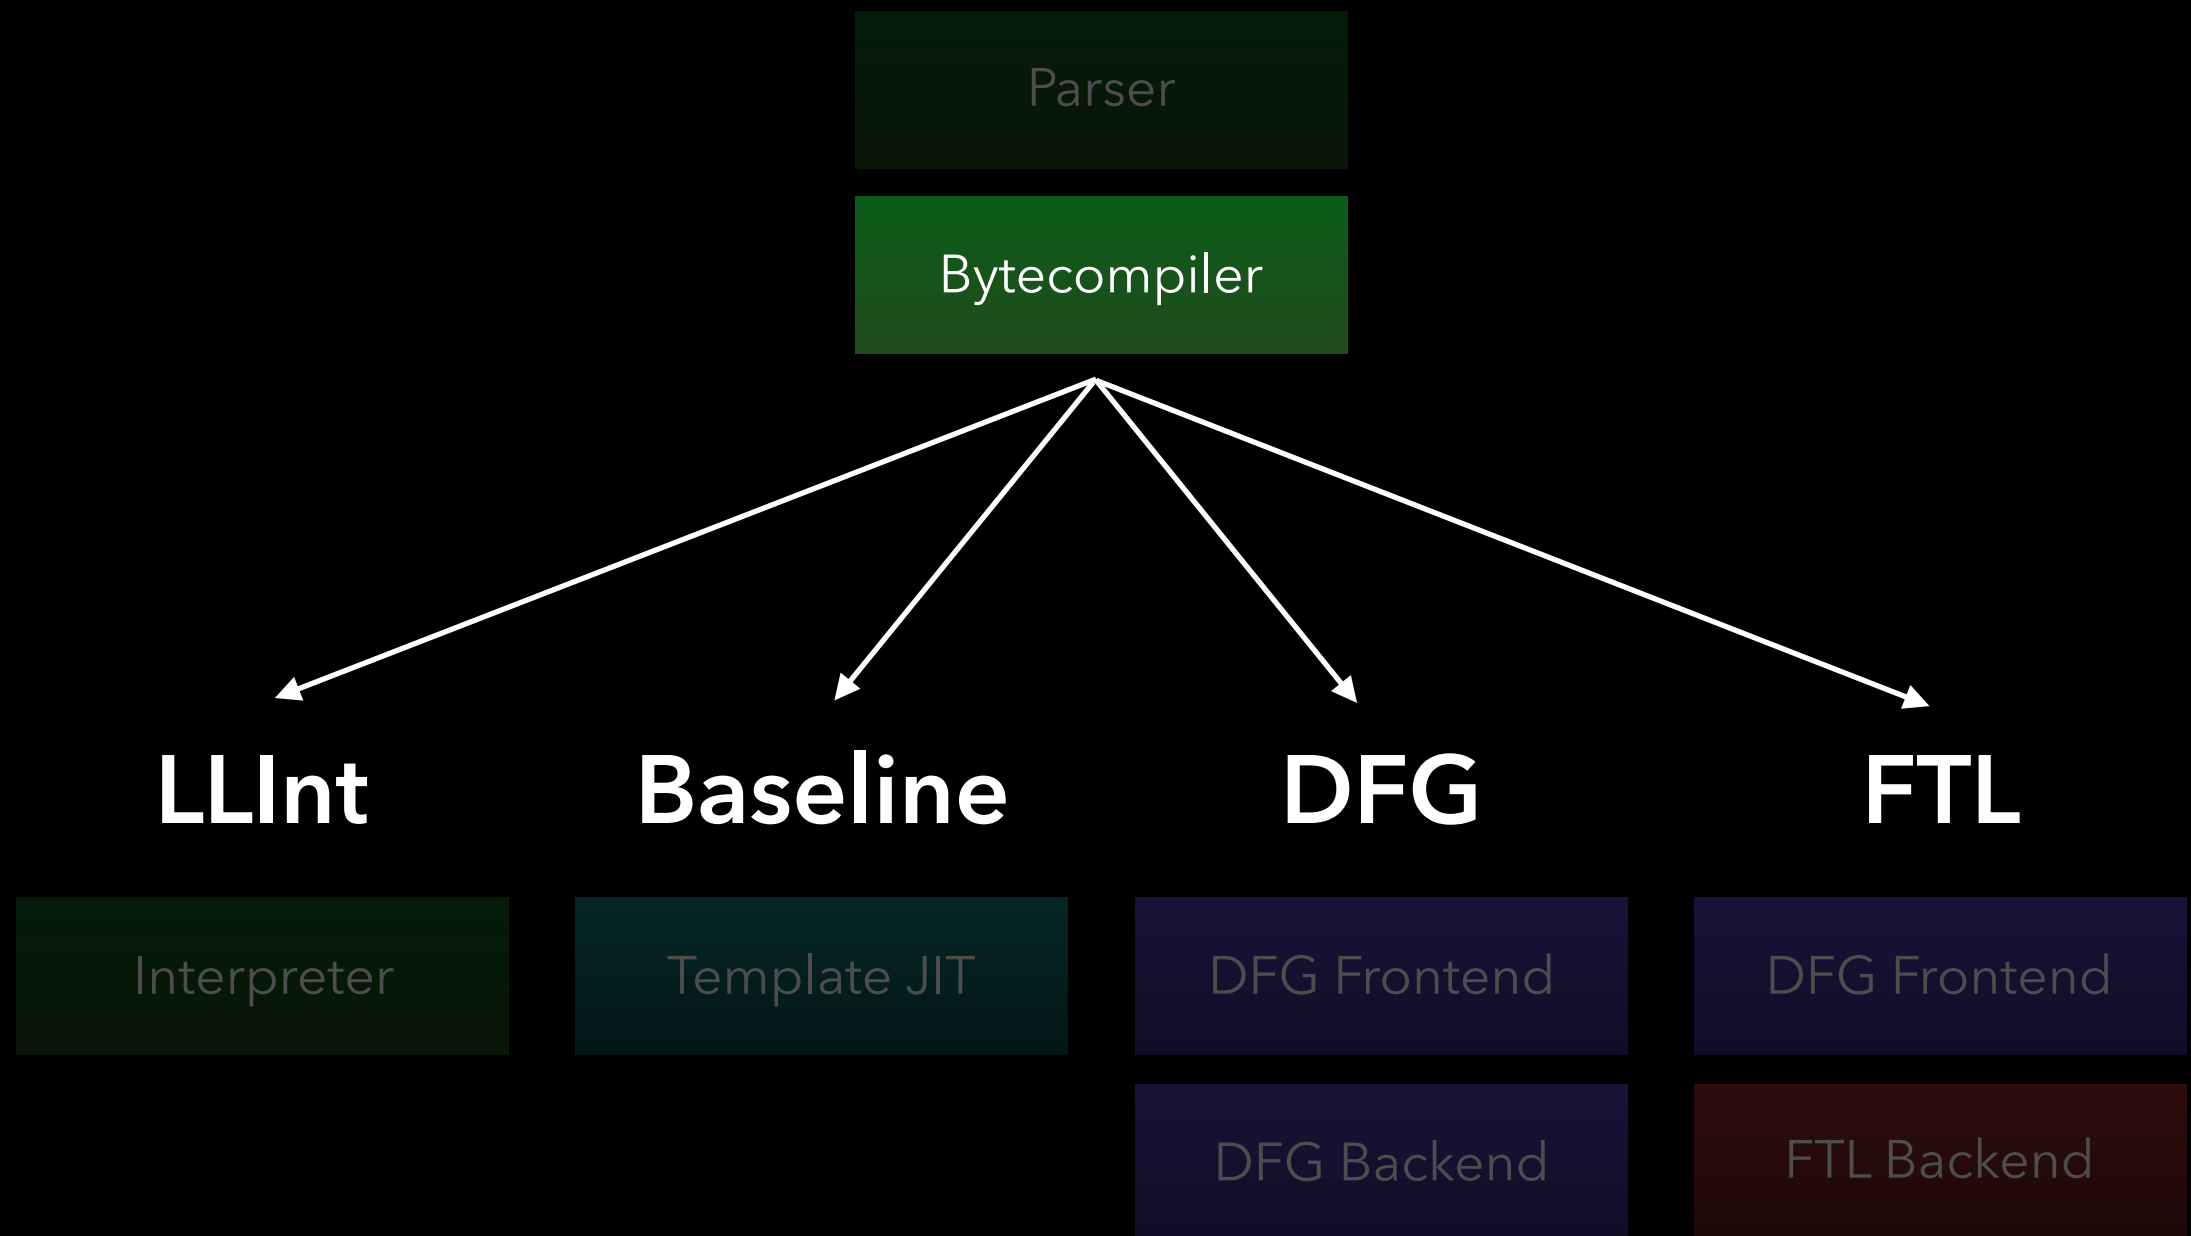 Parser
Bytecompiler
LLInt
Baseline
DFG
FTL
Interpreter
Template JIT
DFG Frontend
DFG Frontend
DFG Backend
FTL Backend